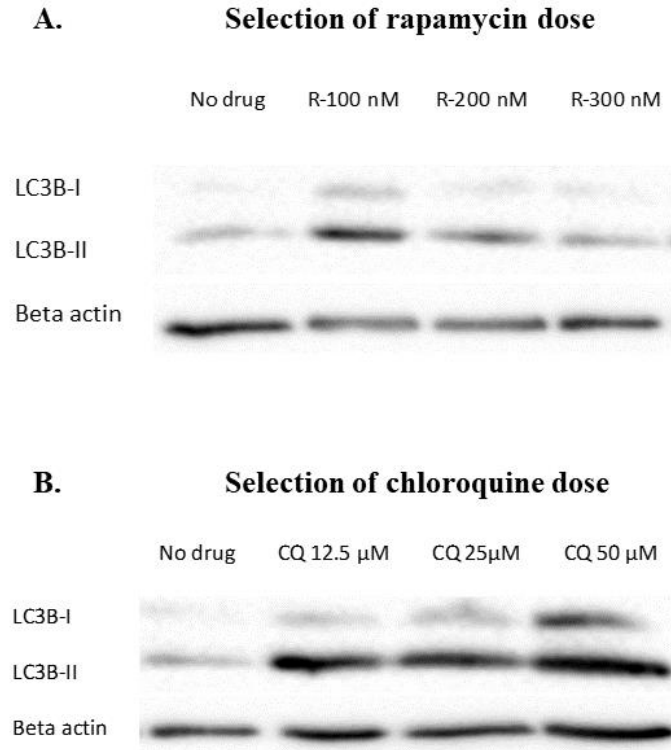 A. Selection of rapamycin dose
No drug R-100 nM R-200 nM R-300 nM
LC3B-I
LC3B-II
Beta actin
B. Selection of chloroquine dose
No drug CQ 12.5 µM CQ 25µM CQ 50 µM
LC3B-I
LC3B-II
Beta actin